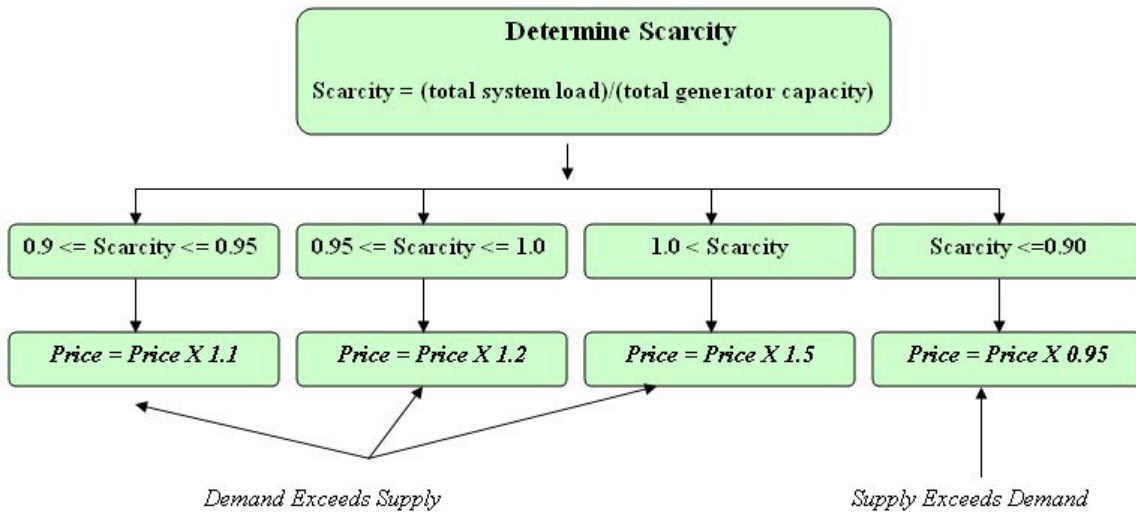 Determine Scarcity
Scarcity = (total system load)/(total generator capacity)
0.9 <= Scarcity <= 0.95
0.95 <= Scarcity <= 1.0
1.0 < Scarcity
Scarcity <=0.90
Price = Price X 1.1
Price = Price X 1.2
Price = Price X 1.5
Price = Price X 0.95
Demand Exceeds Supply
Supply Exceeds Demand